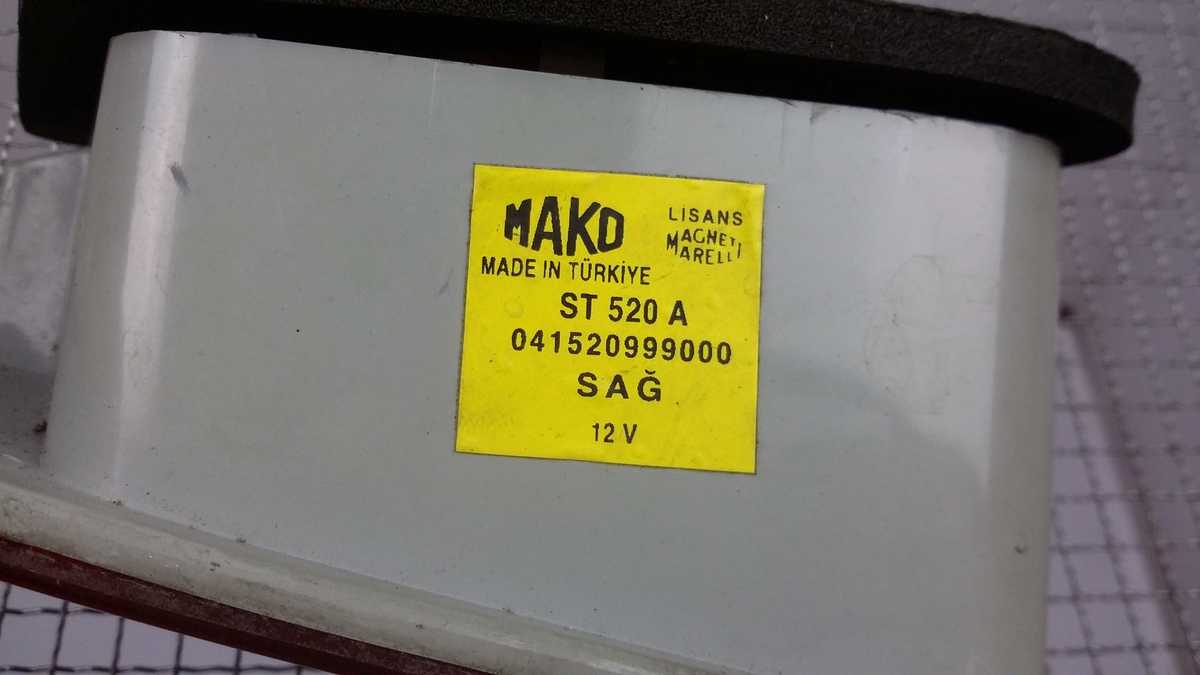 MAKO
LISANS
MAGNETI
MARELLI
MADE IN TÜRKİYE
ST 520 A
041520999000
SAĞ
12 V